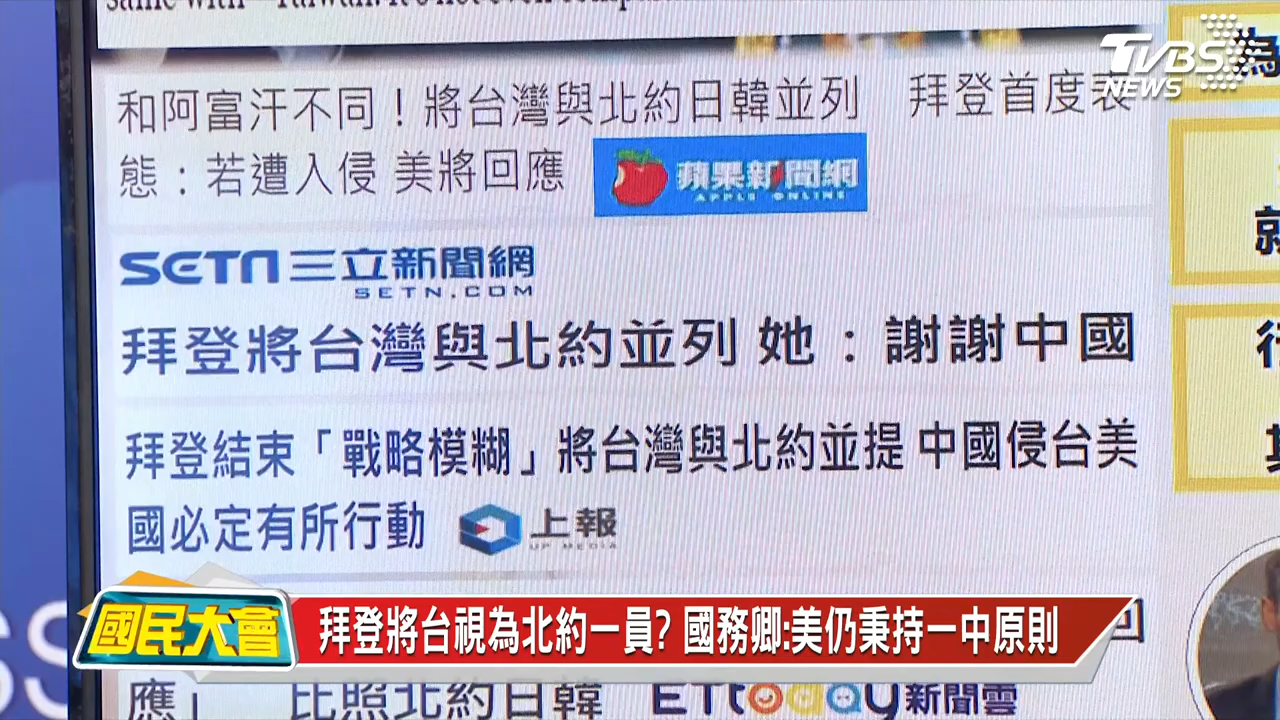 TVBS
NEWS
和阿富汗不同！將台灣與北約日韓並列 拜登首度表
態：若遭入侵 美將回應
蘋果新聞網
APPLE ONLINE
SETN三立新聞網
SETN.COM
拜登將台灣與北約並列 她：謝謝中國
拜登結束「戰略模糊」將台灣與北約並提 中國侵台美
國必定有所行動
上報
UP MEDIA
國民大會
拜登將台視為北約一員? 國務卿:美仍秉持一中原則
應」 比照北約日韓
ETtoday新聞雲